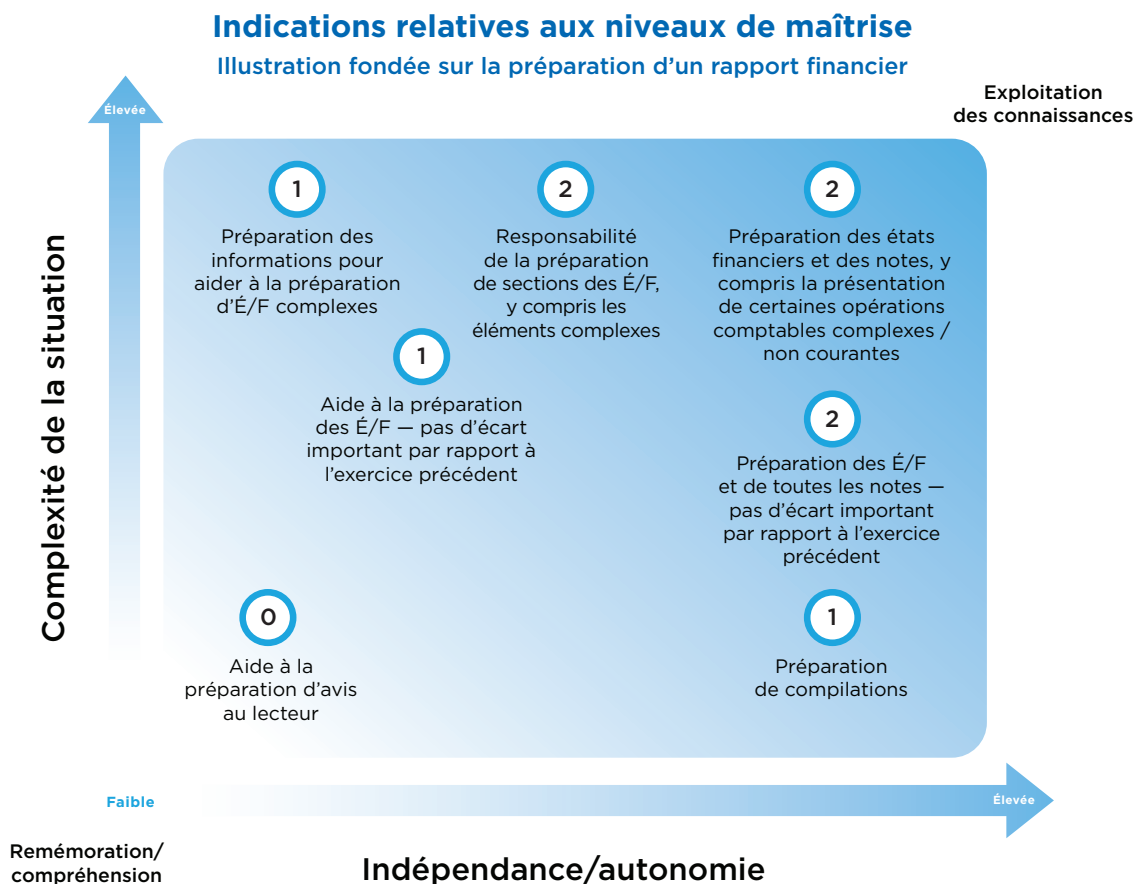 Indications relatives aux niveaux de maîtrise
Illustration fondée sur la préparation d'un rapport financier
Élevée
Exploitation
des connaissances
Complexité de la situation
1
Préparation des
informations pour
aider à la préparation
d'É/F complexes
2
Responsabilité
de la préparation
de sections des É/F,
y compris les
éléments complexes
2
Préparation des états
financiers et des notes, y
compris la présentation
de certaines opérations
comptables complexes /
non courantes
1
Aide à la préparation
des É/F — pas d'écart
important par rapport à
l'exercice précédent
2
Préparation des É/F
et de toutes les notes —
pas d'écart important
par rapport à l'exercice
précédent
0
Aide à la
préparation d'avis
au lecteur
1
Préparation
de compilations
Faible
Élevée
Remémoration/
compréhension
Indépendance/autonomie